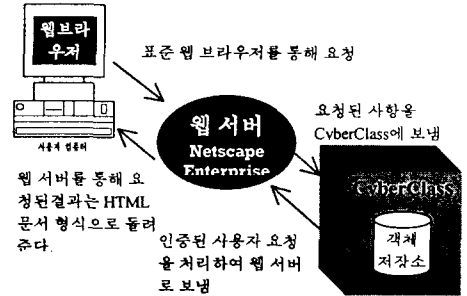 웹브라
우저
표준 웹 브라우저를 통해 요청
사용자 컴퓨터
웹 서버
Netscape
Enterprise
요청된 사항을
CyberClass에 보냄
웹 서버를 통해 요
청된결과는 HTML
문서 형식으로 돌려
준다.
인증된 사용자 요청
을 처리하여 웹 서버
로 보냄
CyberClass
객체
저장소